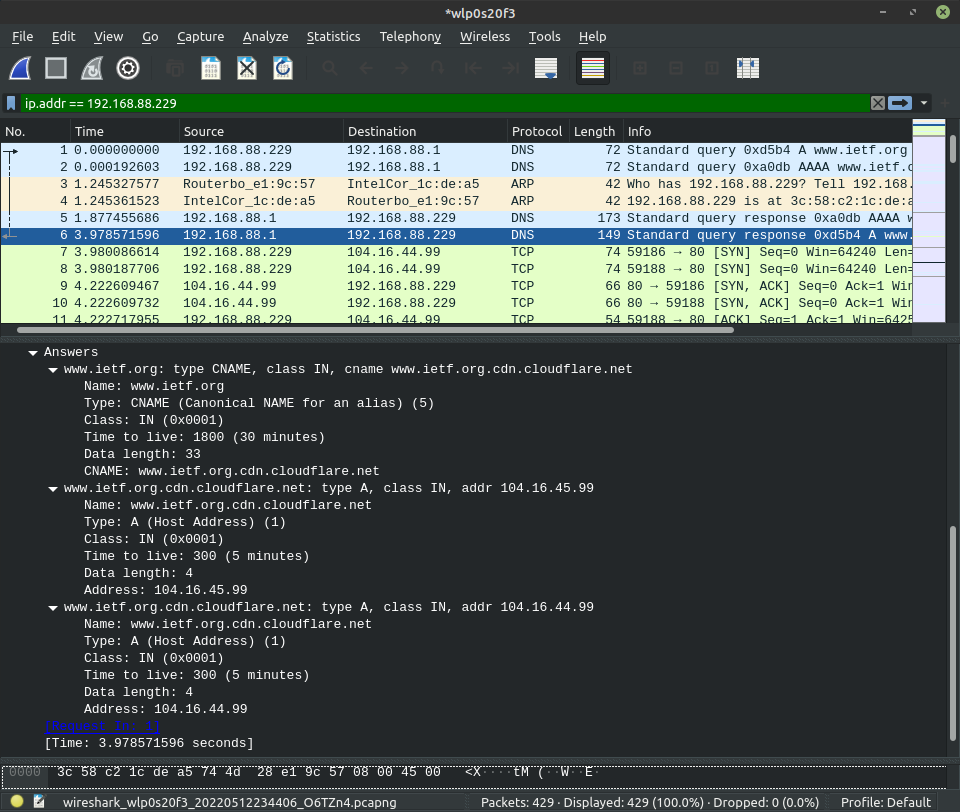 *wlp0s20f3
File Edit View Go Capture Analyze Statistics Telephony Wireless Tools Help
ip.addr == 192.168.88.229
No. Time Source Destination Protocol Length Info
1 0.000000000 192.168.88.229 192.168.88.1 DNS 72 Standard query 0xd5b4 A www.ietf.org
2 0.000192603 192.168.88.229 192.168.88.1 DNS 72 Standard query 0xa0db AAAA www.ietf.o
3 1.245327577 Routerbo_e1:9c:57 IntelCor_1c:de:a5 ARP 42 Who has 192.168.88.229? Tell 192.168.
4 1.245361523 IntelCor_1c:de:a5 Routerbo_e1:9c:57 ARP 42 192.168.88.229 is at 3c:58:c2:1c:de:a
5 1.877455686 192.168.88.1 192.168.88.229 DNS 173 Standard query response 0xa0db AAAA w
6 3.978571596 192.168.88.1 192.168.88.229 DNS 149 Standard query response 0xd5b4 A www.
7 3.980086614 192.168.88.229 104.16.44.99 TCP 74 59186 → 80 [SYN] Seq=0 Win=64240 Len=
8 3.980187706 192.168.88.229 104.16.44.99 TCP 74 59188 → 80 [SYN] Seq=0 Win=64240 Len=
9 4.222609467 104.16.44.99 192.168.88.229 TCP 66 80 → 59186 [SYN, ACK] Seq=0 Ack=1 Win
10 4.222609732 104.16.44.99 192.168.88.229 TCP 66 80 → 59188 [SYN, ACK] Seq=0 Ack=1 Win
11 4.222717955 192.168.88.229 104.16.44.99 TCP 54 59188 → 80 [ACK] Seq=1 Ack=1 Win=6425
Answers
www.ietf.org: type CNAME, class IN, cname www.ietf.org.cdn.cloudflare.net
Name: www.ietf.org
Type: CNAME (Canonical NAME for an alias) (5)
Class: IN (0x0001)
Time to live: 1800 (30 minutes)
Data length: 33
CNAME: www.ietf.org.cdn.cloudflare.net
www.ietf.org.cdn.cloudflare.net: type A, class IN, addr 104.16.45.99
Name: www.ietf.org.cdn.cloudflare.net
Type: A (Host Address) (1)
Class: IN (0x0001)
Time to live: 300 (5 minutes)
Data length: 4
Address: 104.16.45.99
www.ietf.org.cdn.cloudflare.net: type A, class IN, addr 104.16.44.99
Name: www.ietf.org.cdn.cloudflare.net
Type: A (Host Address) (1)
Class: IN (0x0001)
Time to live: 300 (5 minutes)
Data length: 4
Address: 104.16.44.99
[Request In: 1]
[Time: 3.978571596 seconds]
0000 3c 58 c2 1c de a5 74 4d 28 e1 9c 57 08 00 45 00 <X····tM (··W··E·
wireshark_wlp0s20f3_20220512234406_O6TZn4.pcapng Packets: 429 · Displayed: 429 (100.0%) · Dropped: 0 (0.0%) Profile: Default